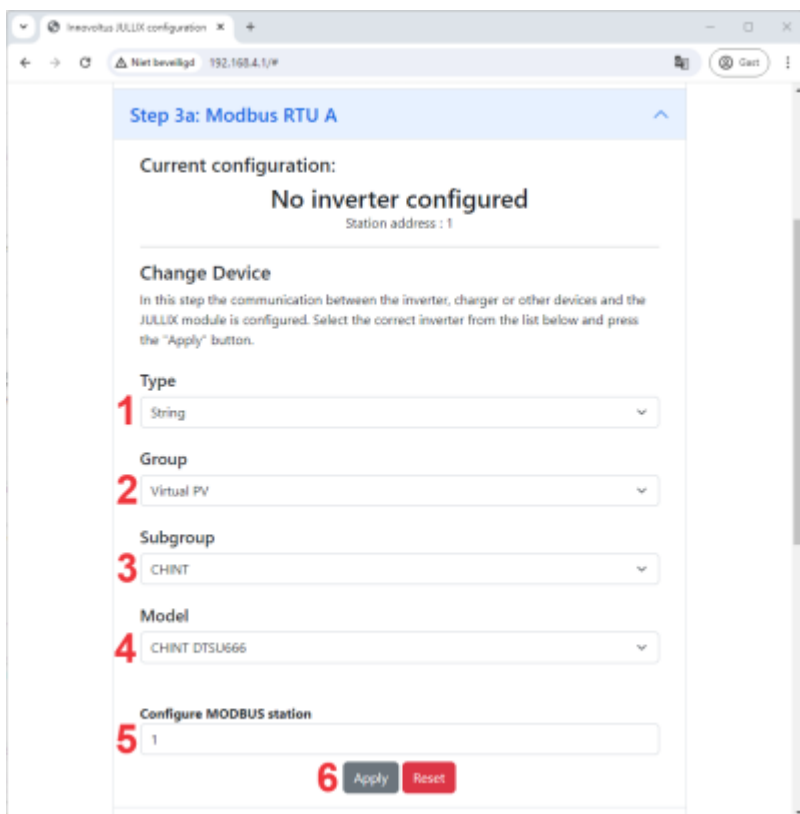 Innovoltus JULLIX configuration
Niet beveiligd 192.168.4.1/#
Gast
Step 3a: Modbus RTU A
Current configuration:
No inverter configured
Station address : 1
Change Device
In this step the communication between the inverter, charger or other devices and the
JULLIX module is configured. Select the correct inverter from the list below and press
the "Apply" button.
Type
1 String
Group
2 Virtual PV
Subgroup
3 CHINT
Model
4 CHINT DTSU666
Configure MODBUS station
5 1
6 Apply Reset